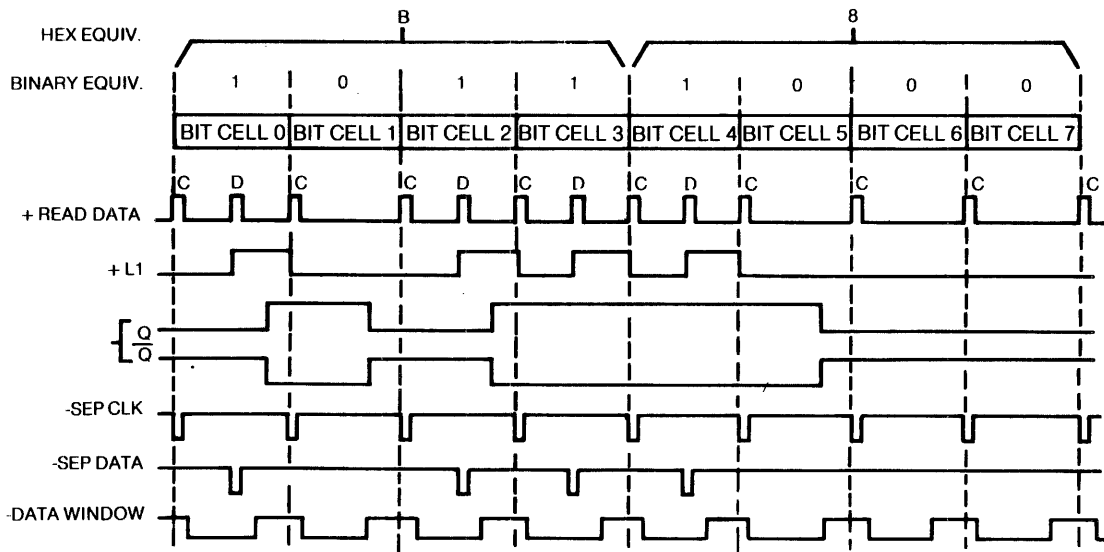 B 8
HEX EQUIV.
BINARY EQUIV. 1 0 1 1 1 0 0 0
BIT CELL 0 BIT CELL 1 BIT CELL 2 BIT CELL 3 BIT CELL 4 BIT CELL 5 BIT CELL 6 BIT CELL 7
C D C C D C D C D C C C C
+ READ DATA
+ L1
Q
Q
-SEP CLK
-SEP DATA
-DATA WINDOW